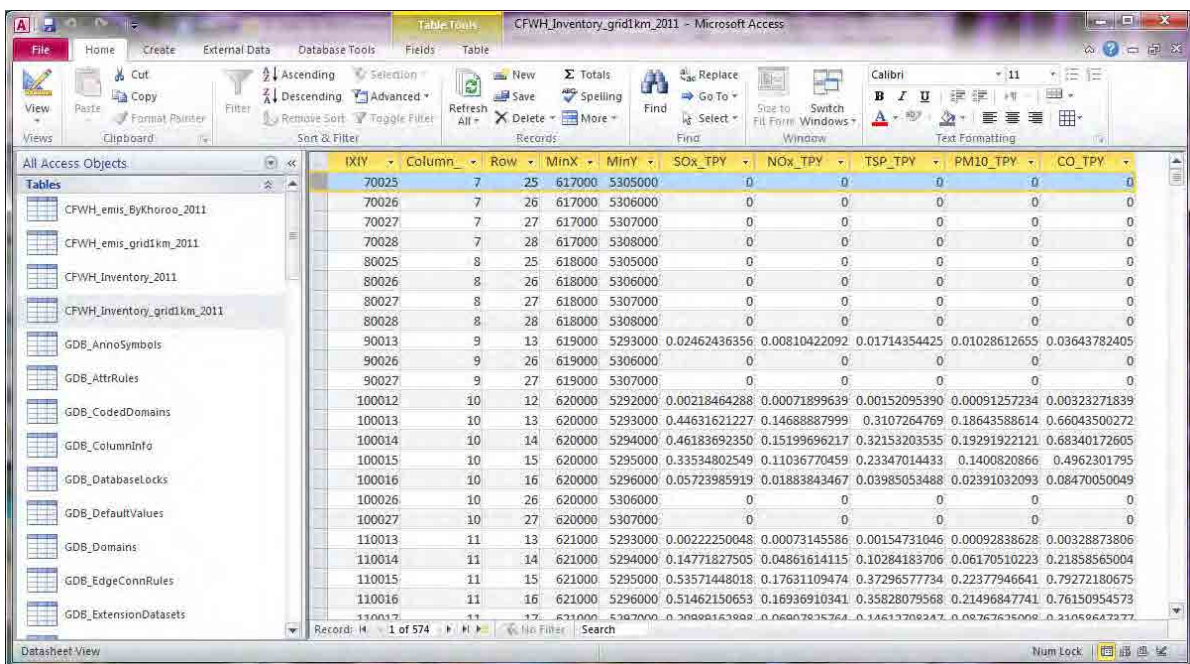 A Table Tools CFWH_Inventory_grid1km_2011 - Microsoft Access
File Home Create External Data Database Tools Fields Table
View Paste Cut Copy Format Painter
Filter Ascending Descending Remove Sort Selection Advanced Toggle Filter
Refresh All New Save Delete Totals Spelling More
Find Replace Go To Select
Size to Fit Form Switch Windows
Calibri 11
B I U A
Views Clipboard Sort & Filter Records Find Window Text Formatting
All Access Objects
Tables
CFWH_emis_ByKhoroo_2011
CFWH_emis_grid1km_2011
CFWH_Inventory_2011
CFWH_Inventory_grid1km_2011
GDB_AnnoSymbols
GDB_AttrRules
GDB_CodedDomains
GDB_ColumnInfo
GDB_DatabaseLocks
GDB_DefaultValues
GDB_Domains
GDB_EdgeConnRules
GDB_ExtensionDatasets
IXIY Column_ Row MinX MinY SOx_TPY NOx_TPY TSP_TPY PM10_TPY CO_TPY
70025 7 25 617000 5305000 0 0 0 0 0
70026 7 26 617000 5306000 0 0 0 0 0
70027 7 27 617000 5307000 0 0 0 0 0
70028 7 28 617000 5308000 0 0 0 0 0
80025 8 25 618000 5305000 0 0 0 0 0
80026 8 26 618000 5306000 0 0 0 0 0
80027 8 27 618000 5307000 0 0 0 0 0
80028 8 28 618000 5308000 0 0 0 0 0
90013 9 13 619000 5293000 0.02462436356 0.00810422092 0.01714354425 0.01028612655 0.03643782405
90026 9 26 619000 5306000 0 0 0 0 0
90027 9 27 619000 5307000 0 0 0 0 0
100012 10 12 620000 5292000 0.00218464288 0.00071899639 0.00152095390 0.00091257234 0.00323271839
100013 10 13 620000 5293000 0.44631621227 0.14688887999 0.3107264769 0.18643588614 0.66043500272
100014 10 14 620000 5294000 0.46183692350 0.15199696217 0.32153203535 0.19291922121 0.68340172605
100015 10 15 620000 5295000 0.33534802549 0.11036770459 0.23347014433 0.1400820866 0.4962301795
100016 10 16 620000 5296000 0.05723985919 0.01883843467 0.03985053488 0.02391032093 0.08470050049
100026 10 26 620000 5306000 0 0 0 0 0
100027 10 27 620000 5307000 0 0 0 0 0
110013 11 13 621000 5293000 0.00222250048 0.00073145586 0.00154731046 0.00092838628 0.00328873806
110014 11 14 621000 5294000 0.14771827505 0.04861614115 0.10284183706 0.06170510223 0.21858565004
110015 11 15 621000 5295000 0.53571448018 0.17631109474 0.37296577734 0.22377946641 0.79272180675
110016 11 16 621000 5296000 0.51462150653 0.16936910341 0.35828079568 0.21496847741 0.76150954573
Record: 1 of 574 No Filter Search
Datasheet View Num Lock